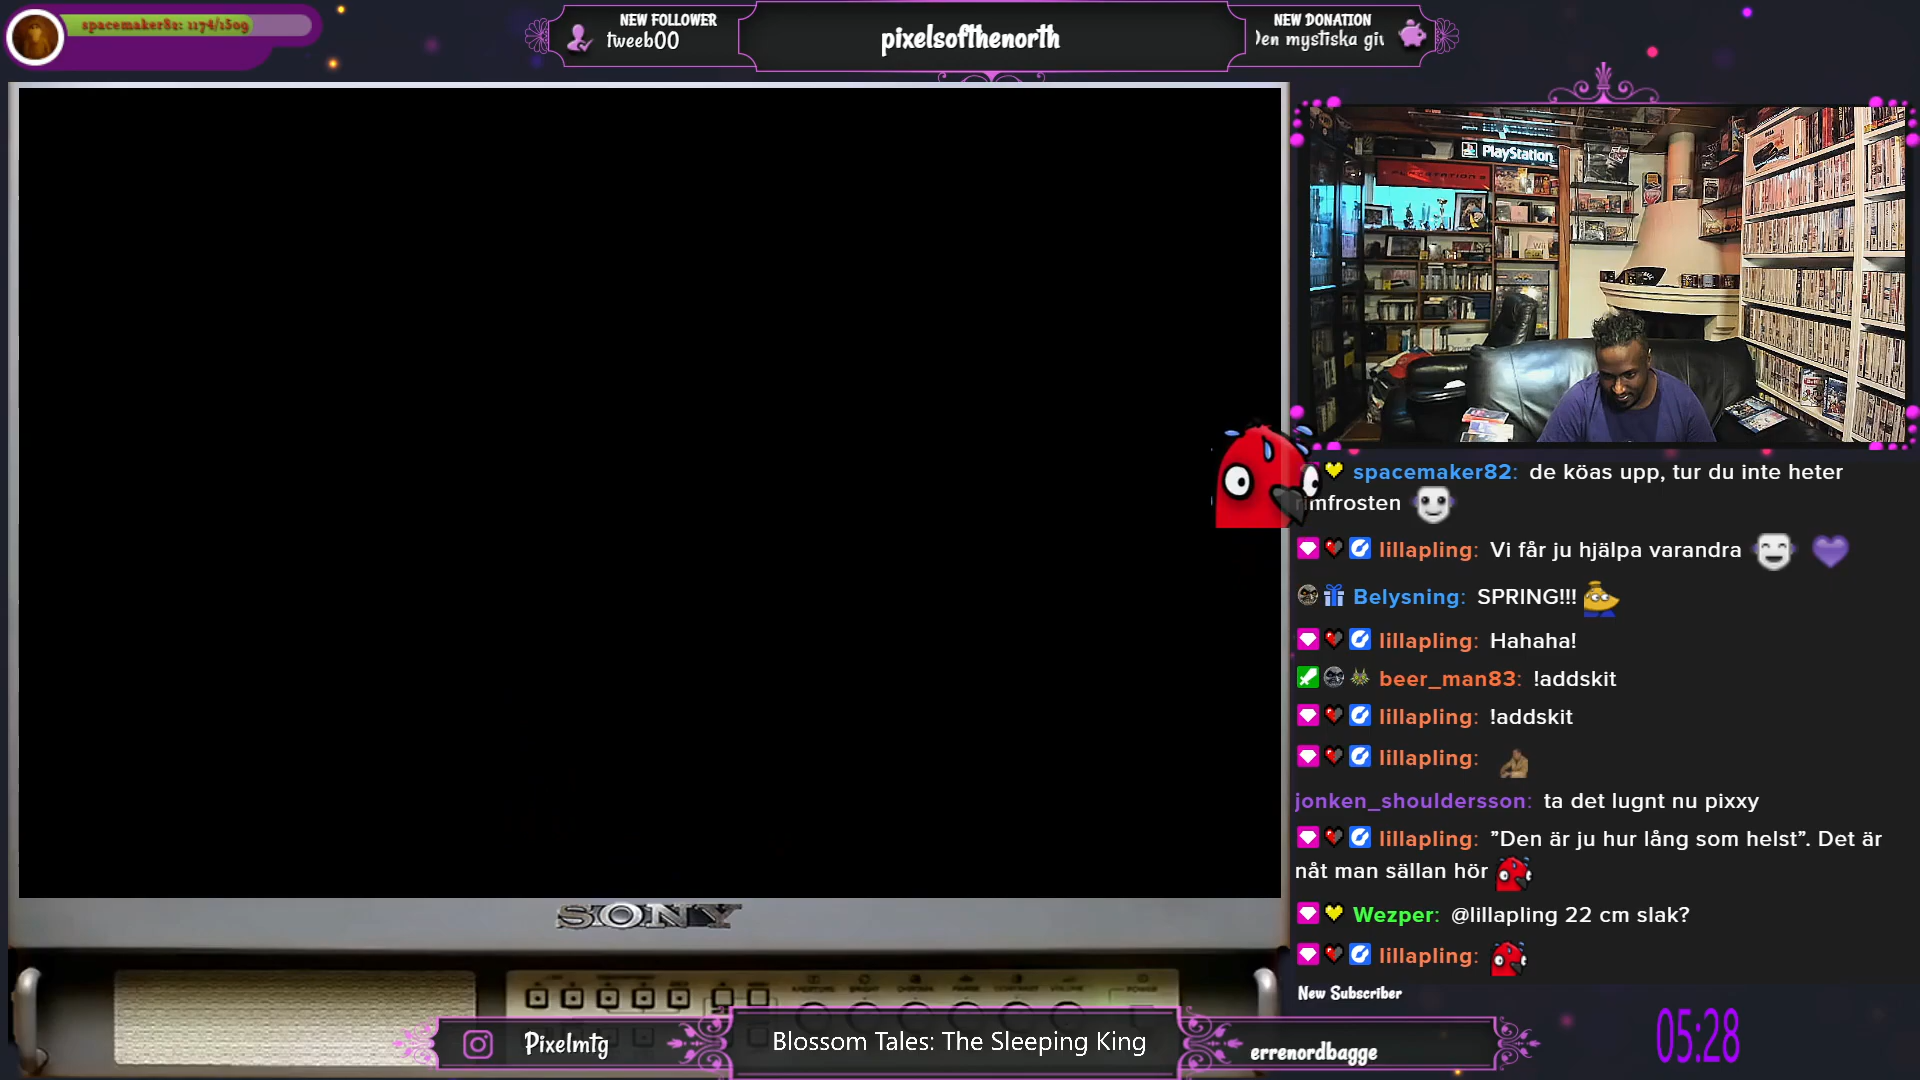 spacemaker82: 1174/1509
NEW FOLLOWER
tweeb00
pixelsofthenorth
NEW DONATION
Den mystiska giv
PlayStation
SONY
spacemaker82: de köas upp, tur du inte heter
rimfrosten
lillapling: Vi får ju hjälpa varandra
Belysning: SPRING!!!
lillapling: Hahaha!
beer_man83: !addskit
lillapling: !addskit
lillapling:
jonken_shouldersson: ta det lugnt nu pixxy
lillapling: ”Den är ju hur lång som helst”. Det är
nåt man sällan hör
Wezper: @lillapling 22 cm slak?
lillapling:
New Subscriber
Pixelmtg
Blossom Tales: The Sleeping King
errenordbagge
05:28